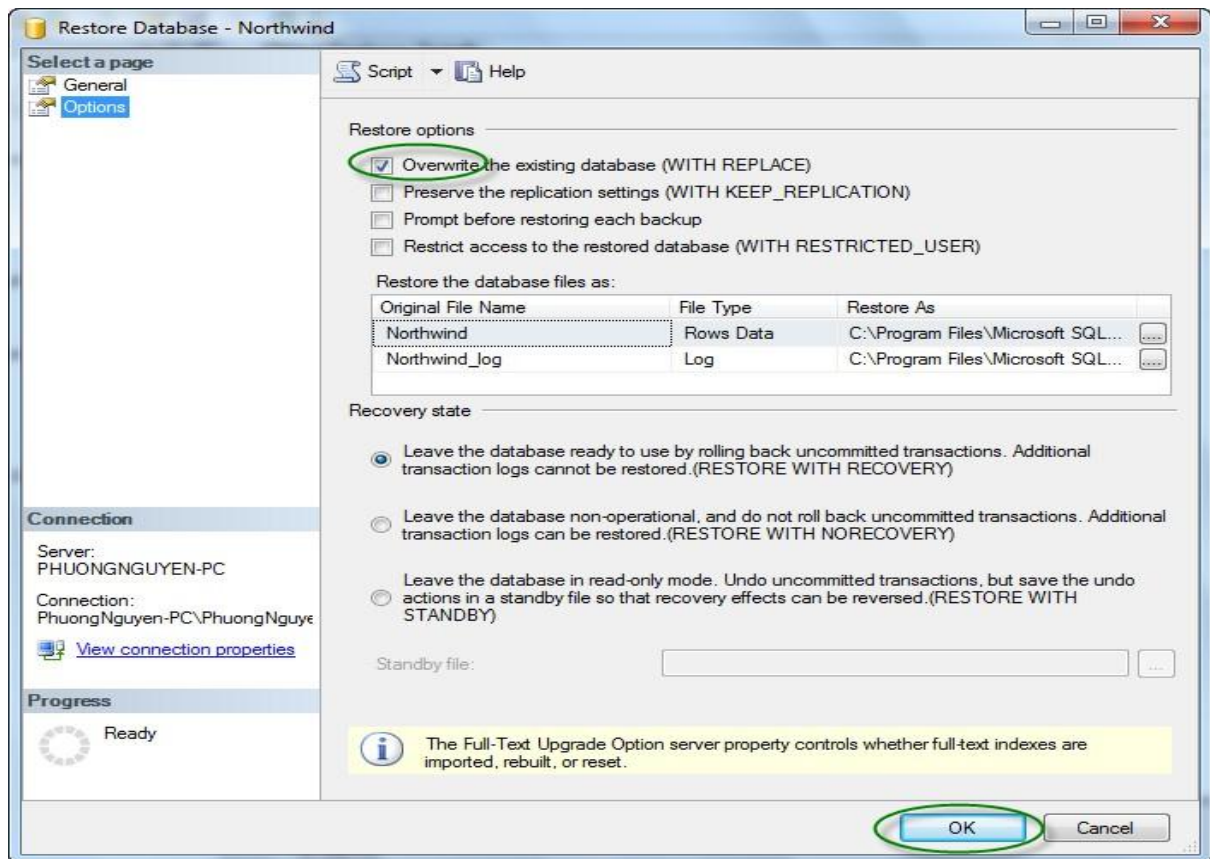 Restore Database - Northwind
Select a page
General
Options
Script
Help
Restore options
Overwrite the existing database (WITH REPLACE)
Preserve the replication settings (WITH KEEP_REPLICATION)
Prompt before restoring each backup
Restrict access to the restored database (WITH RESTRICTED_USER)
Restore the database files as:
Original File Name File Type Restore As
Northwind Rows Data C:\Program Files\Microsoft SQL... ...
Northwind_log Log C:\Program Files\Microsoft SQL... ...
Recovery state
Leave the database ready to use by rolling back uncommitted transactions. Additional
transaction logs cannot be restored.(RESTORE WITH RECOVERY)
Leave the database non-operational, and do not roll back uncommitted transactions. Additional
transaction logs can be restored.(RESTORE WITH NORECOVERY)
Leave the database in read-only mode. Undo uncommitted transactions, but save the undo
actions in a standby file so that recovery effects can be reversed.(RESTORE WITH
STANDBY)
Standby file:
...
Connection
Server:
PHUONGNGUYEN-PC
Connection:
PhuongNguyen-PC\PhuongNguye
View connection properties
Progress
Ready
The Full-Text Upgrade Option server property controls whether full-text indexes are
imported, rebuilt, or reset.
OK
Cancel